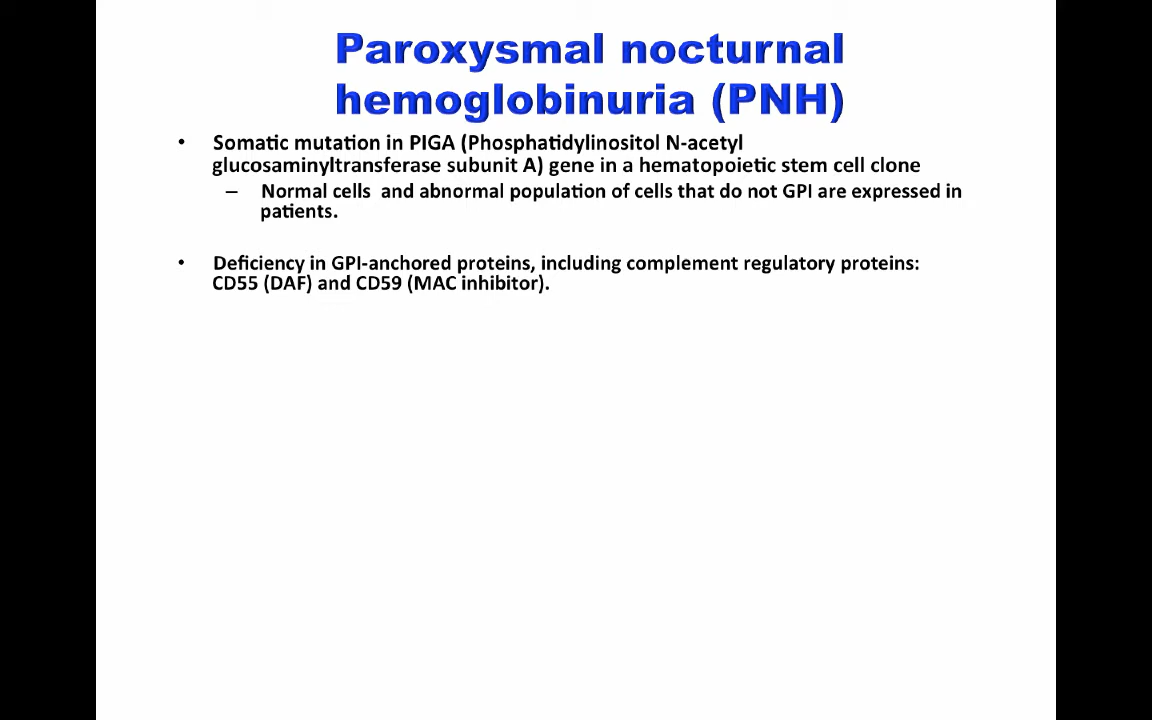 Paroxysmal nocturnal
hemoglobinuria (PNH)
• Somatic mutation in PIGA (Phosphatidylinositol N-acetyl
glucosaminyltransferase subunit A) gene in a hematopoietic stem cell clone
– Normal cells and abnormal population of cells that do not GPI are expressed in
patients.
• Deficiency in GPI-anchored proteins, including complement regulatory proteins:
CD55 (DAF) and CD59 (MAC inhibitor).